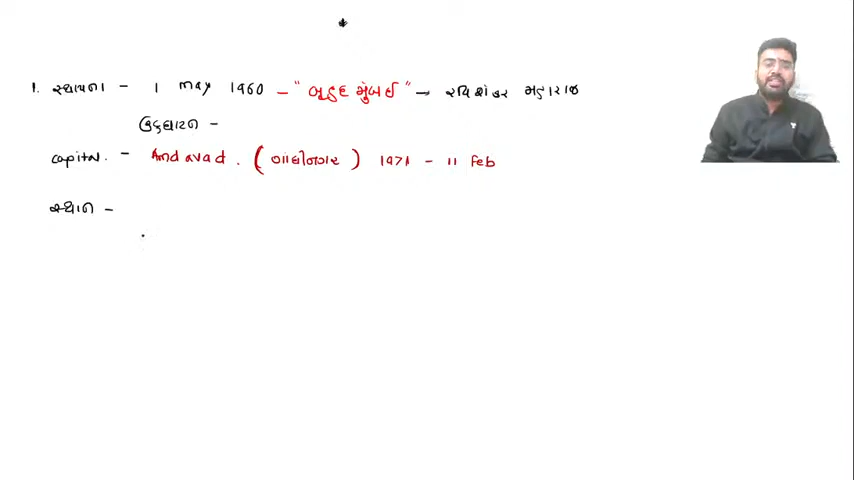 1. સ્થાપના - 1 may 1960 - "બૃહદ મુંબઈ" → રવિશંકર મહારાજ
ઉદ્ઘાટન -
capital. - Amdavad. (ગાંધીનગર) 1971 - 11 Feb
સ્થાન -